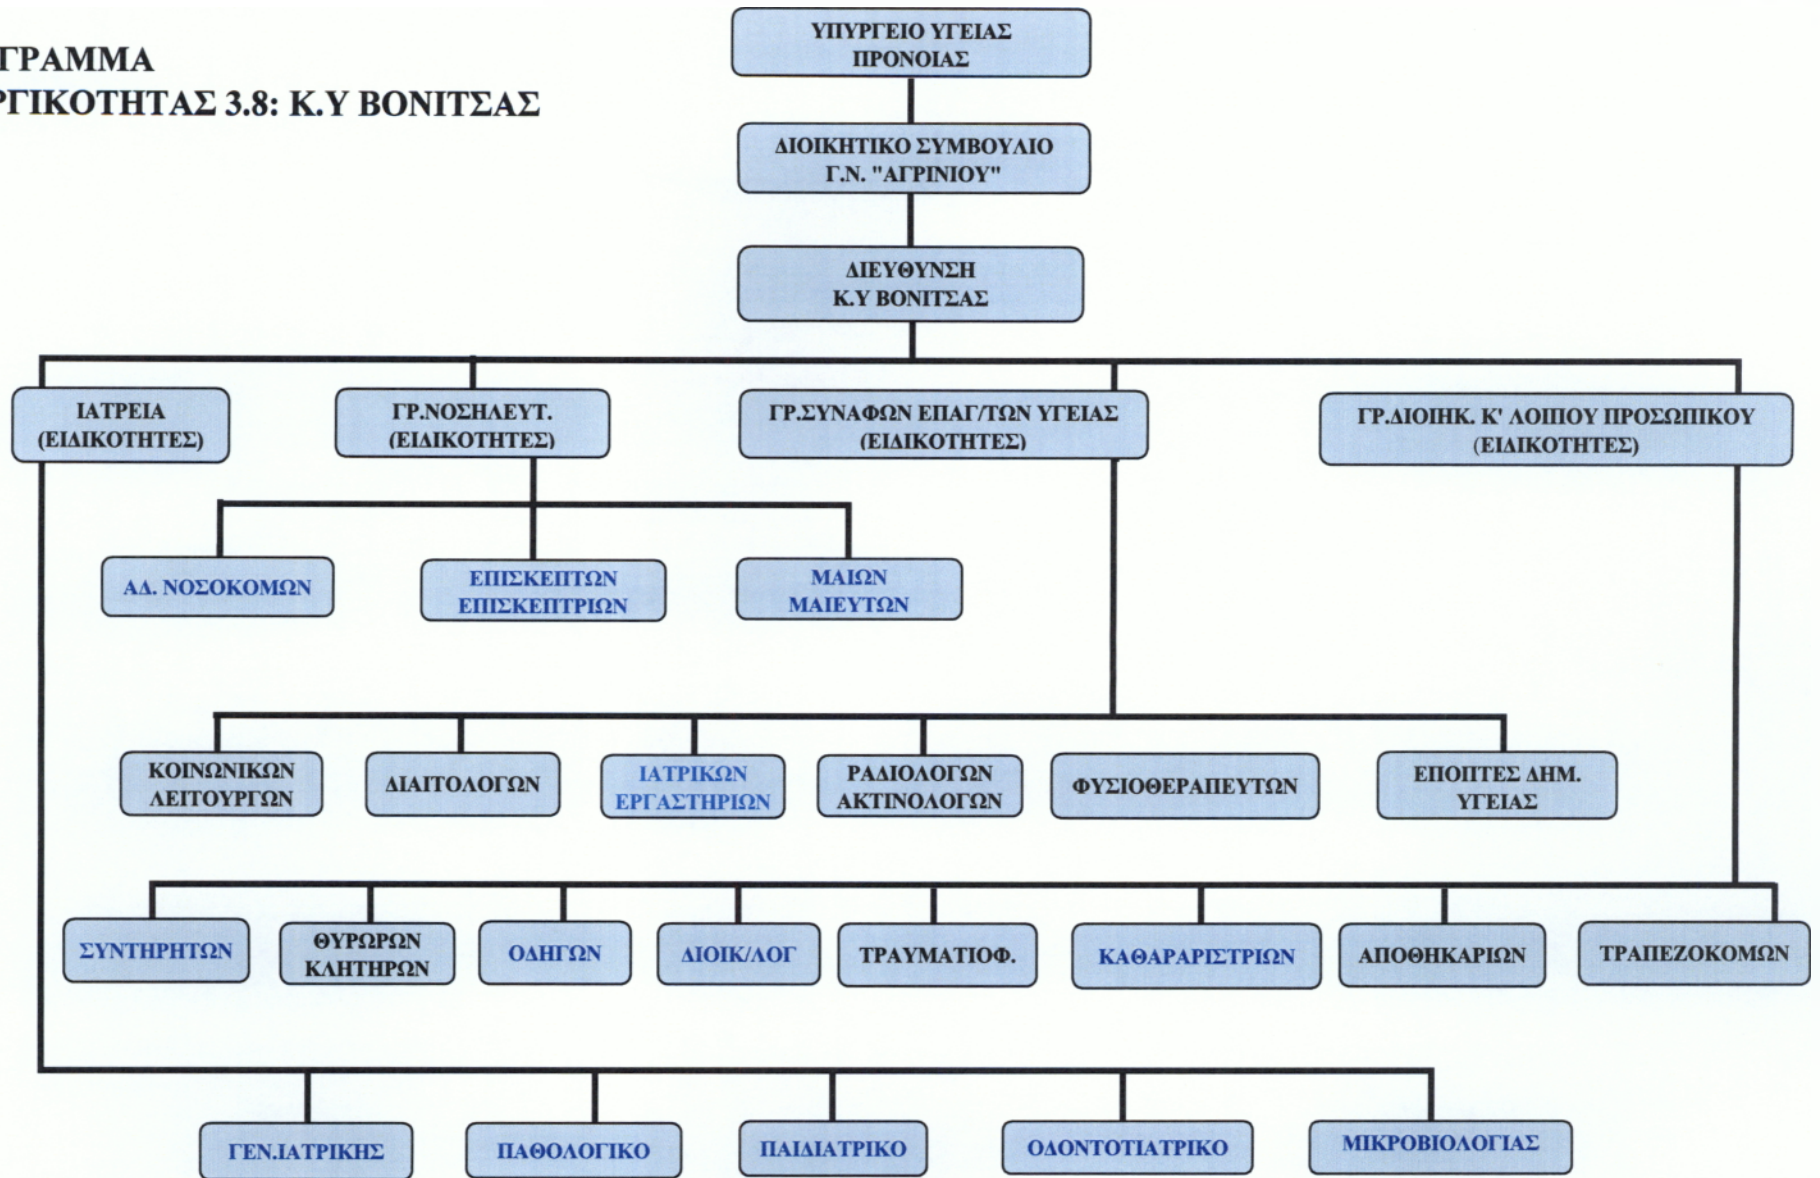 ΓΡΑΜΜΑ
ΡΓΙΚΟΤΗΤΑΣ 3.8: Κ.Υ ΒΟΝΙΤΣΑΣ
ΥΠΥΡΓΕΙΟ ΥΓΕΙΑΣ
ΠΡΟΝΟΙΑΣ
ΔΙΟΙΚΗΤΙΚΟ ΣΥΜΒΟΥΛΙΟ
Γ.Ν. "ΑΓΡΙΝΙΟΥ"
ΔΙΕΥΘΥΝΣΗ
Κ.Υ ΒΟΝΙΤΣΑΣ
ΙΑΤΡΕΙΑ
(ΕΙΔΙΚΟΤΗΤΕΣ)
ΓΡ.ΝΟΣΗΛΕΥΤ.
(ΕΙΔΙΚΟΤΗΤΕΣ)
ΓΡ.ΣΥΝΑΦΩΝ ΕΠΑΓ/ΤΩΝ ΥΓΕΙΑΣ
(ΕΙΔΙΚΟΤΗΤΕΣ)
ΓΡ.ΔΙΟΙΗΚ. Κ' ΛΟΙΠΟΥ ΠΡΟΣΩΠΙΚΟΥ
(ΕΙΔΙΚΟΤΗΤΕΣ)
ΑΔ. ΝΟΣΟΚΟΜΩΝ
ΕΠΙΣΚΕΠΤΩΝ
ΕΠΙΣΚΕΠΤΡΙΩΝ
ΜΑΙΩΝ
ΜΑΙΕΥΤΩΝ
ΚΟΙΝΩΝΙΚΩΝ
ΛΕΙΤΟΥΡΓΩΝ
ΔΙΑΙΤΟΛΟΓΩΝ
ΙΑΤΡΙΚΩΝ
ΕΡΓΑΣΤΗΡΙΩΝ
ΡΑΔΙΟΛΟΓΩΝ
ΑΚΤΙΝΟΛΟΓΩΝ
ΦΥΣΙΟΘΕΡΑΠΕΥΤΩΝ
ΕΠΟΠΤΕΣ ΔΗΜ.
ΥΓΕΙΑΣ
ΣΥΝΤΗΡΗΤΩΝ
ΘΥΡΩΡΩΝ
ΚΛΗΤΗΡΩΝ
ΟΔΗΓΩΝ
ΔΙΟΙΚ/ΛΟΓ
ΤΡΑΥΜΑΤΙΟΦ.
ΚΑΘΑΡΑΡΙΣΤΡΙΩΝ
ΑΠΟΘΗΚΑΡΙΩΝ
ΤΡΑΠΕΖΟΚΟΜΩΝ
ΓΕΝ.ΙΑΤΡΙΚΗΣ
ΠΑΘΟΛΟΓΙΚΟ
ΠΑΙΔΙΑΤΡΙΚΟ
ΟΔΟΝΤΟΤΙΑΤΡΙΚΟ
ΜΙΚΡΟΒΙΟΛΟΓΙΑΣ